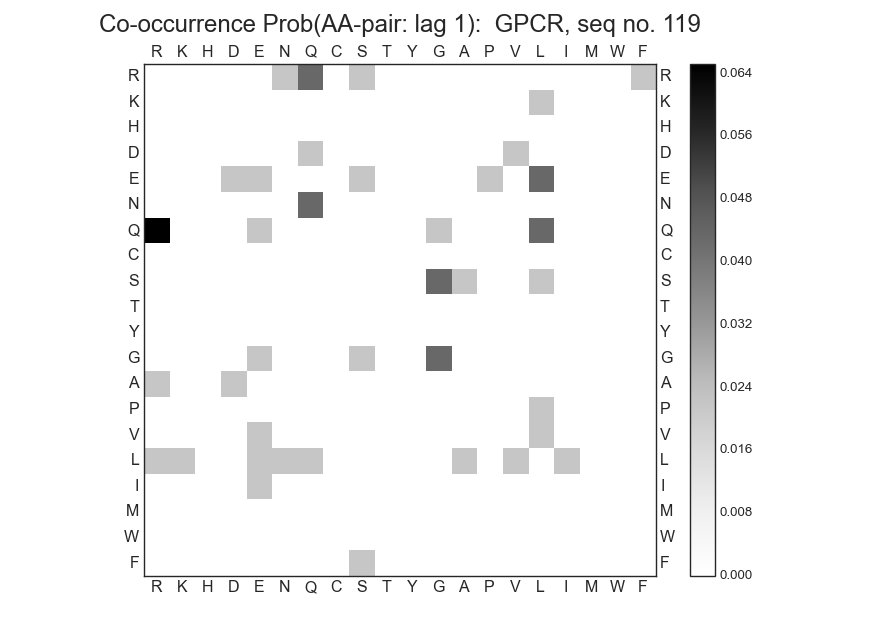 Co-occurrence Prob(AA-pair: lag 1):  GPCR, seq no. 119
R K H D E N Q C S T Y G A P V L I M W F
R R 0.064
K K
H H
D D 0.056
E E
N N 0.048
Q Q
C C 0.040
S S
T T 0.032
Y Y
G G
A A 0.024
P P
V V 0.016
L L
I I 0.008
M M
W W
F F 0.000
R K H D E N Q C S T Y G A P V L I M W F